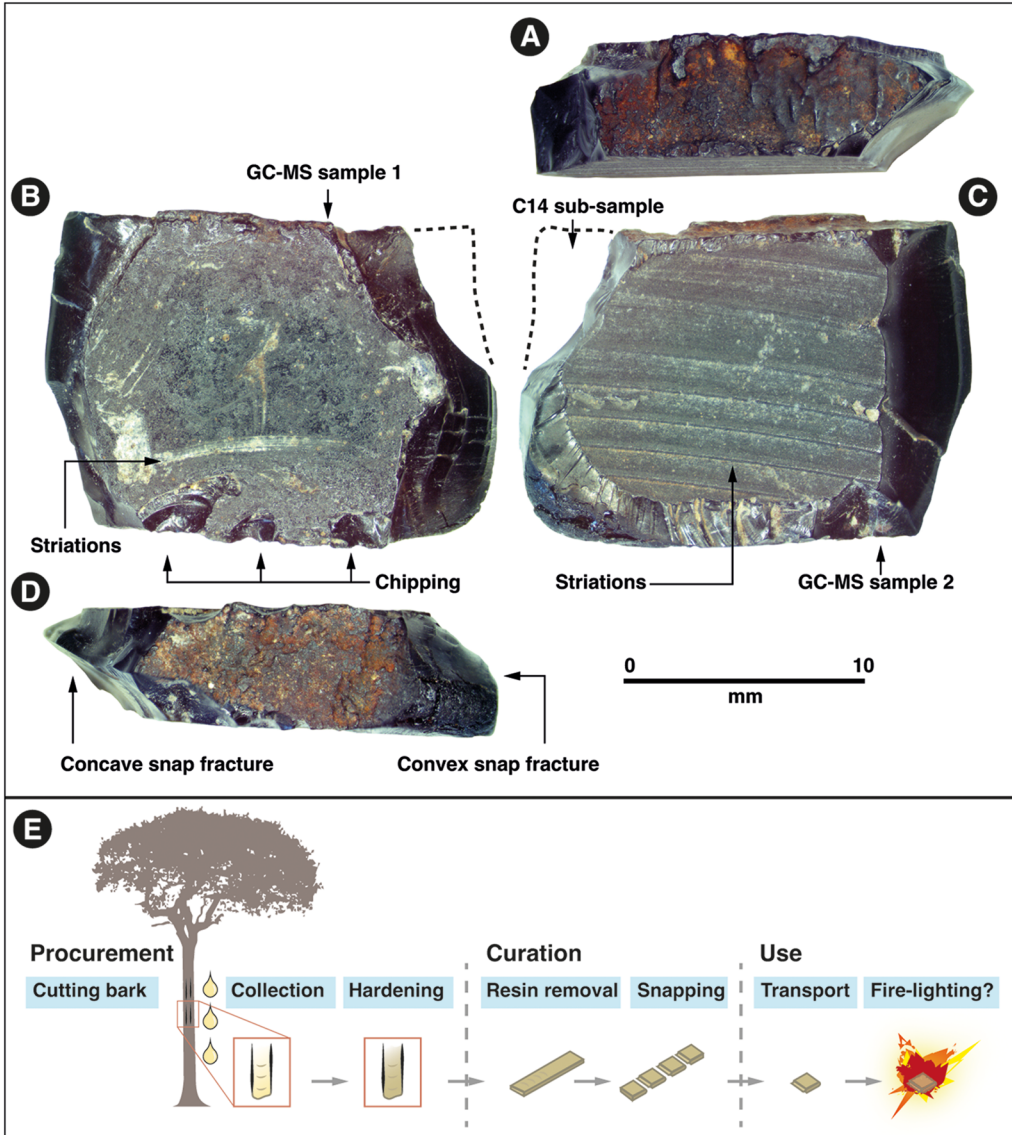 A
GC-MS sample 1
B
C14 sub-sample
C
Striations
Chipping
Striations
GC-MS sample 2
D
0 10
mm
Concave snap fracture
Convex snap fracture
E
Procurement
Curation
Use
Cutting bark
Collection
Hardening
Resin removal
Snapping
Transport
Fire-lighting?